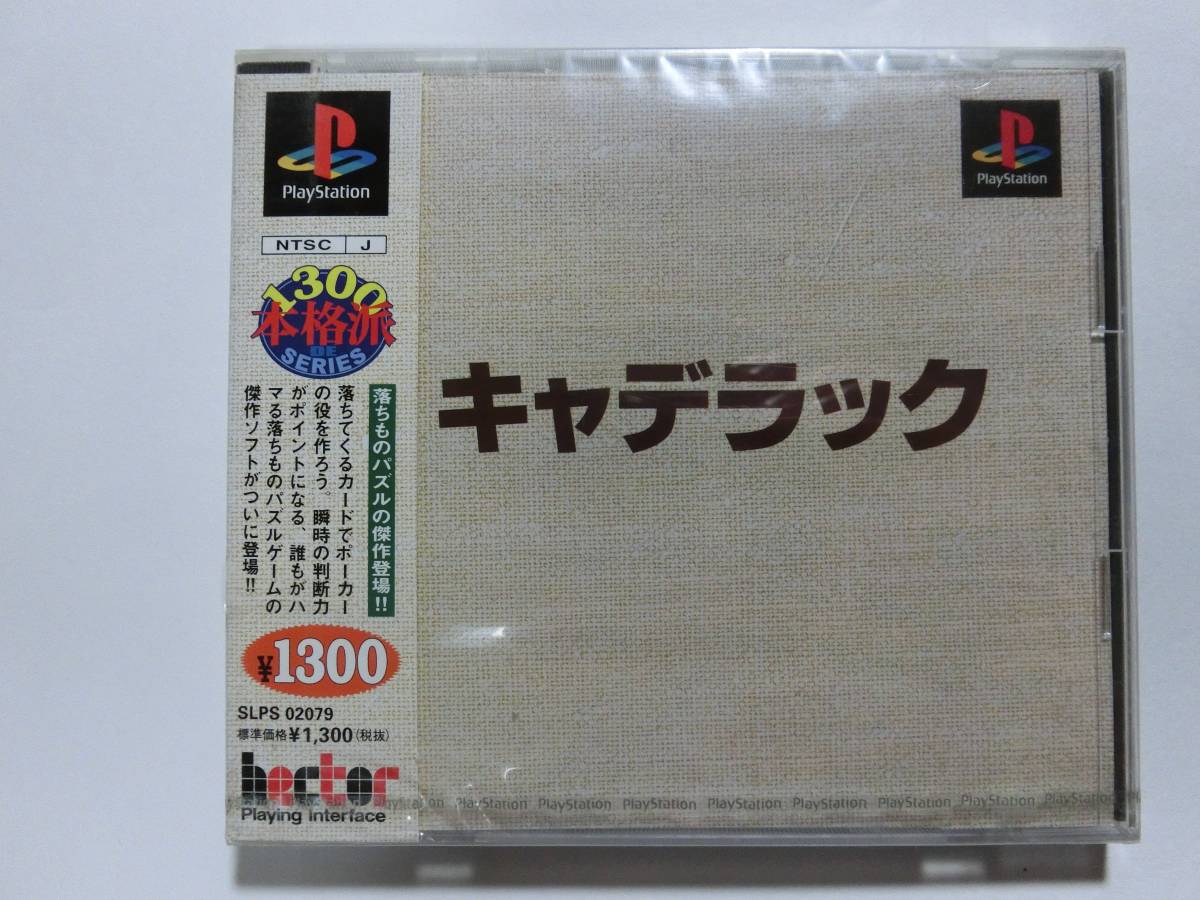 PlayStation
NTSC J
1300
本格派
DE
SERIES
落ちものパズルの傑作登場!!
落ちてくるカードでポーカー
の役を作ろう。瞬時の判断力
がポイントになる、誰もがハ
マる落ちものパズルゲームの
傑作ソフトがついに登場!!
¥1300
SLPS 02079
標準価格¥1,300(税抜)
hector
Playing Interface
PlayStation
キャデラック
PlayStation PlayStation PlayStation PlayStation PlayStation PlayStation PlayStation PlayStation PlayStation PlayStation